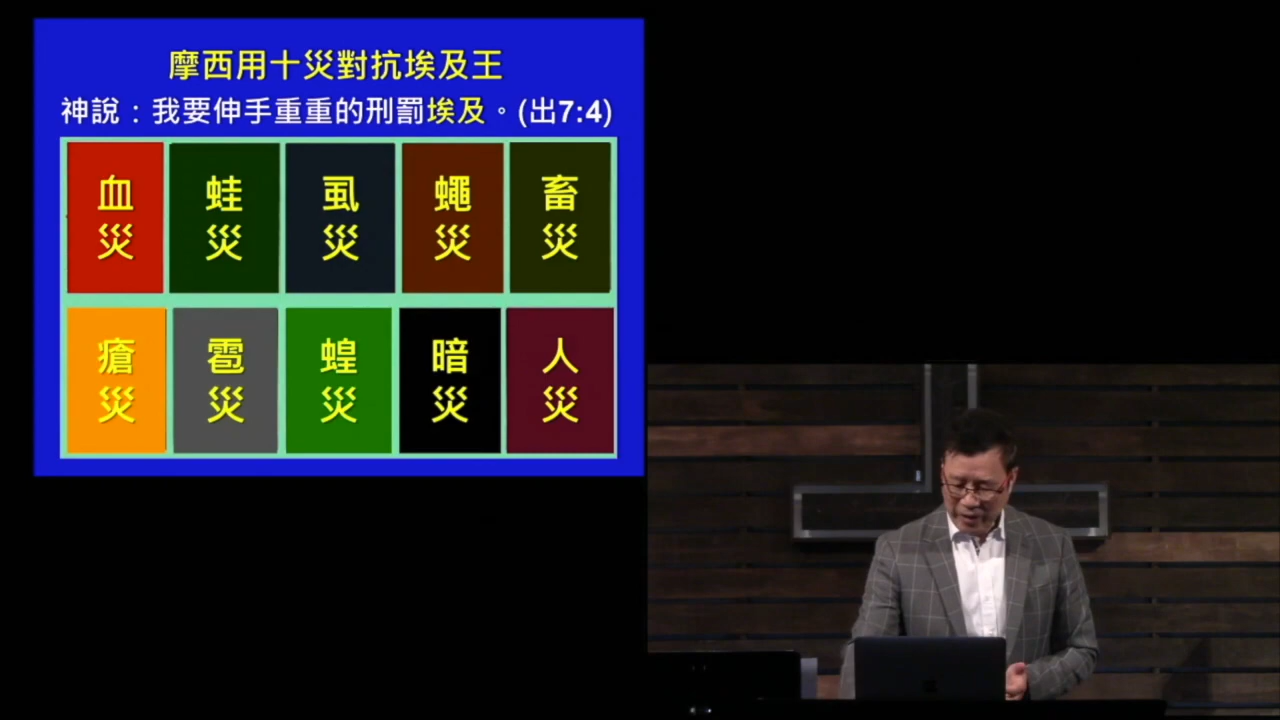 摩西用十災對抗埃及王
神說：我要伸手重重的刑罰埃及。(出7:4)
血災 蛙災 虱災 蠅災 畜災
瘡災 雹災 蝗災 暗災 人災